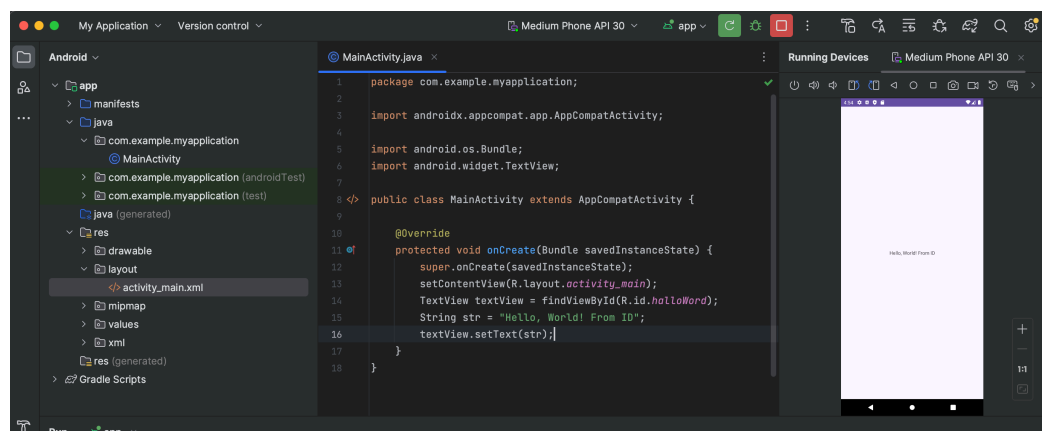 My Application
Version control
Medium Phone API 30
app
Android
app
manifests
java
com.example.myapplication
MainActivity
com.example.myapplication (androidTest)
com.example.myapplication (test)
java (generated)
res
drawable
layout
activity_main.xml
mipmap
values
xml
res (generated)
Gradle Scripts
MainActivity.java
1 package com.example.myapplication;
2
3 import androidx.appcompat.app.AppCompatActivity;
4
5 import android.os.Bundle;
6 import android.widget.TextView;
7
8 public class MainActivity extends AppCompatActivity {
9
10 @Override
11 protected void onCreate(Bundle savedInstanceState) {
12 super.onCreate(savedInstanceState);
13 setContentView(R.layout.activity_main);
14 TextView textView = findViewById(R.id.halloWord);
15 String str = "Hello, World! From ID";
16 textView.setText(str);
17 }
18 }
Running Devices
Medium Phone API 30
4:54
Hello, World! From ID
1:1
Run
app